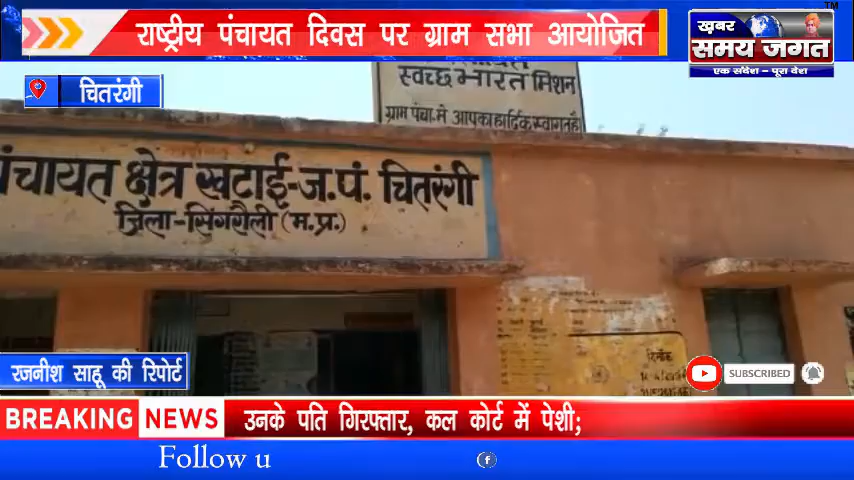 राष्ट्रीय पंचायत दिवस पर ग्राम सभा आयोजित
TM
ख़बर
समय जगत
एक संदेश - पूरा देश
चितरंगी
स्वच्छ भारत मिशन
ग्राम पंचा. में आपका हार्दिक स्वागत है
पंचायत क्षेत्र खटाई-ज.पं. चितरंगी
जिला-सिंगरौली (म.प्र.)
दिनाँक
रजनीश साहू की रिपोर्ट
SUBSCRIBED
BREAKING NEWS
उनके पति गिरफ्तार, कल कोर्ट में पेशी;
Follow u